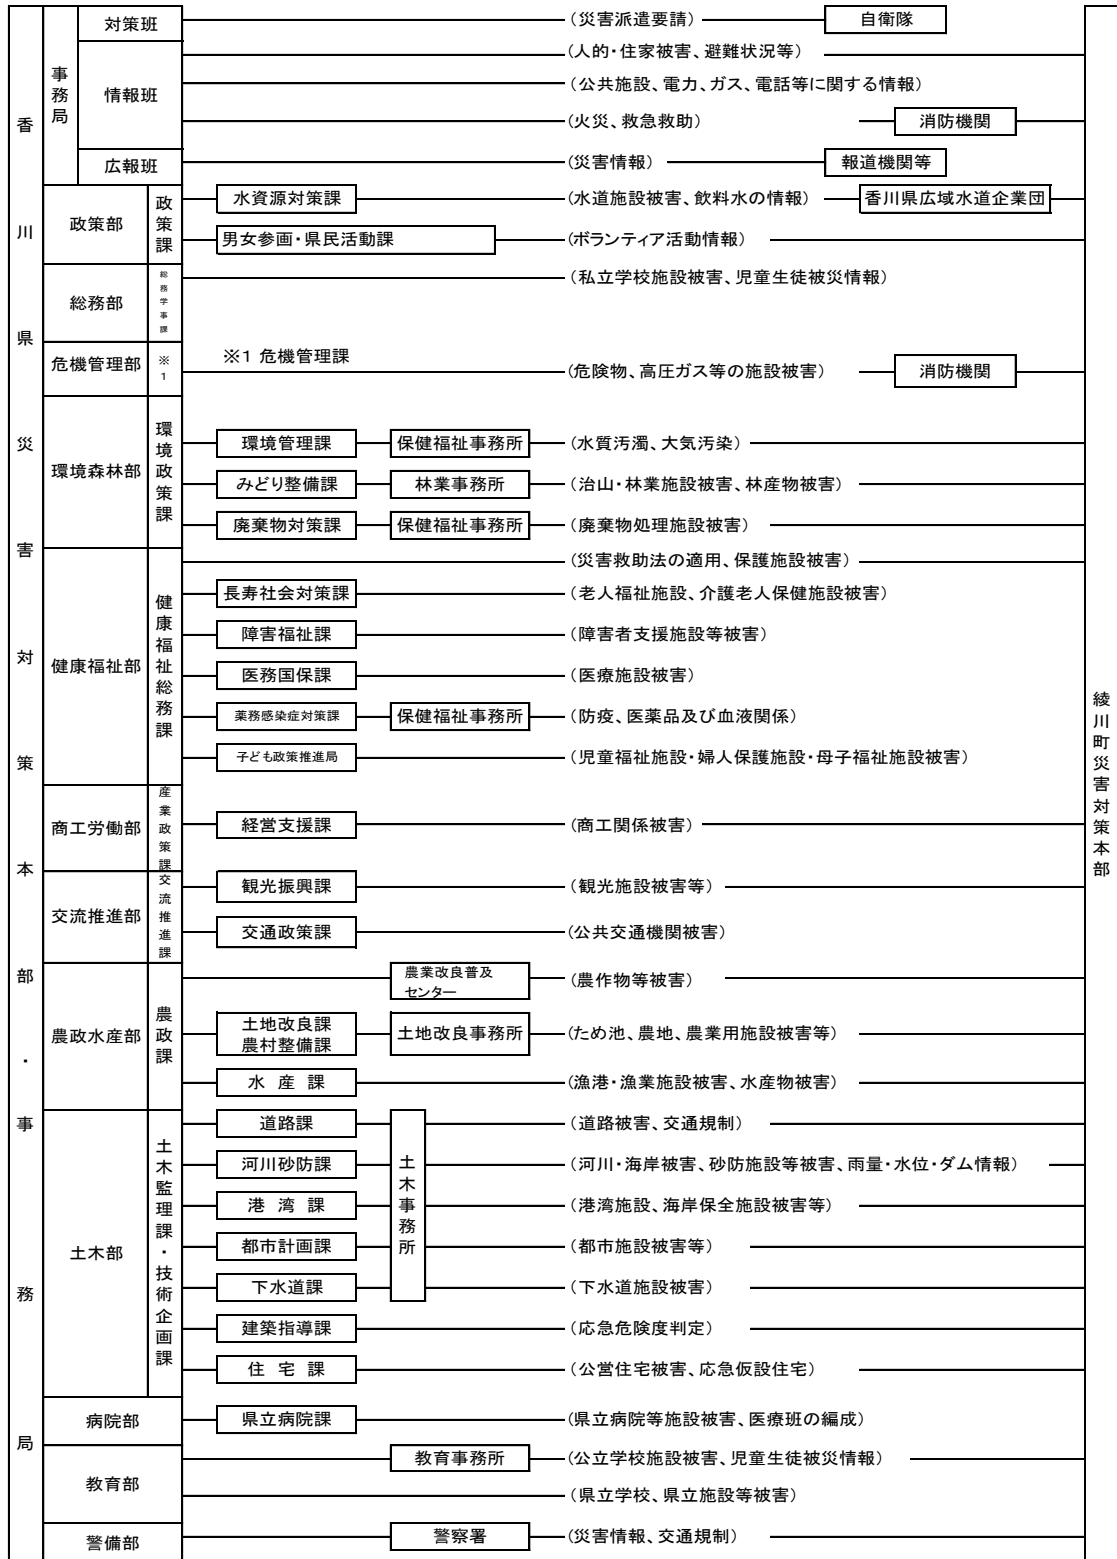 香川県災害対策本部・事務局
事務局
対策班
(災害派遣要請)
自衛隊
情報班
(人的・住家被害、避難状況等)
(公共施設、電力、ガス、電話等に関する情報)
(火災、救急救助)
消防機関
広報班
(災害情報)
報道機関等
政策部
政策課
水資源対策課
(水道施設被害、飲料水の情報)
香川県広域水道企業団
男女参画・県民活動課
(ボランティア活動情報)
総務部
総務学事課
(私立学校施設被害、児童生徒被災情報)
危機管理部
※1
※1 危機管理課
(危険物、高圧ガス等の施設被害)
消防機関
環境森林部
環境政策課
環境管理課
保健福祉事務所
(水質汚濁、大気汚染)
みどり整備課
林業事務所
(治山・林業施設被害、林産物被害)
廃棄物対策課
保健福祉事務所
(廃棄物処理施設被害)
健康福祉部
健康福祉総務課
(災害救助法の適用、保護施設被害)
長寿社会対策課
(老人福祉施設、介護老人保健施設被害)
障害福祉課
(障害者支援施設等被害)
医務国保課
(医療施設被害)
薬務感染症対策課
保健福祉事務所
(防疫、医薬品及び血液関係)
子ども政策推進局
(児童福祉施設・婦人保護施設・母子福祉施設被害)
商工労働部
産業政策課
経営支援課
(商工関係被害)
交流推進部
交流推進課
観光振興課
(観光施設被害等)
交通政策課
(公共交通機関被害)
農政水産部
農政課
農業改良普及
センター
(農作物等被害)
土地改良課
農村整備課
土地改良事務所
(ため池、農地、農業用施設被害等)
水 産 課
(漁港・漁業施設被害、水産物被害)
土木部
土木監理課・技術企画課
土木事務所
道路課
(道路被害、交通規制)
河川砂防課
(河川・海岸被害、砂防施設等被害、雨量・水位・ダム情報)
港 湾 課
(港湾施設、海岸保全施設被害等)
都市計画課
(都市施設被害等)
下水道課
(下水道施設被害)
建築指導課
(応急危険度判定)
住 宅 課
(公営住宅被害、応急仮設住宅)
病院部
県立病院課
(県立病院等施設被害、医療班の編成)
教育部
教育事務所
(公立学校施設被害、児童生徒被災情報)
(県立学校、県立施設等被害)
警備部
警察署
(災害情報、交通規制)
綾川町災害対策本部